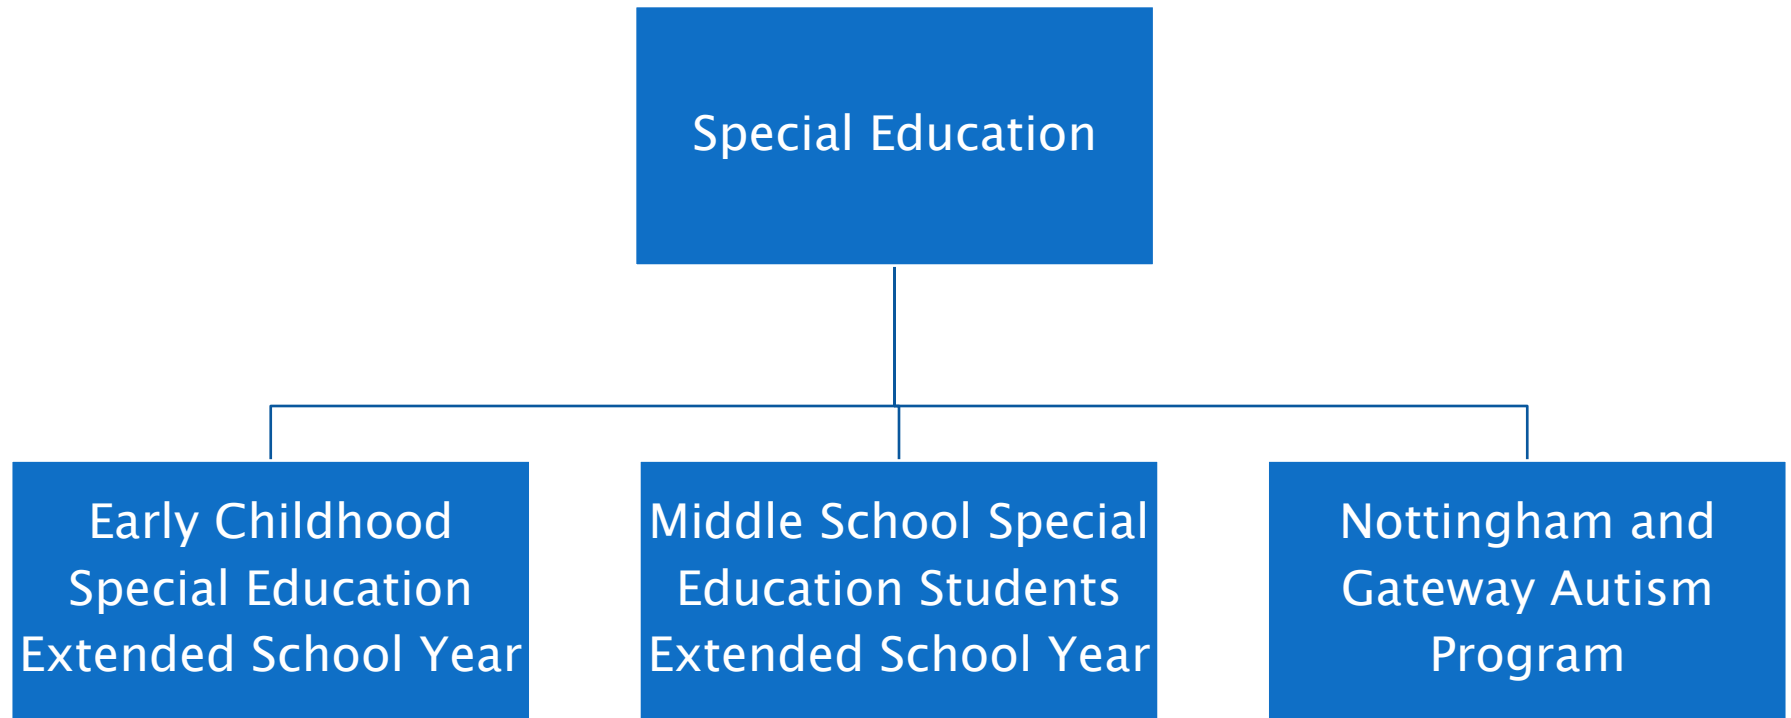 Special Education
Early Childhood
Special Education
Extended School Year
Middle School Special
Education Students
Extended School Year
Nottingham and
Gateway Autism
Program